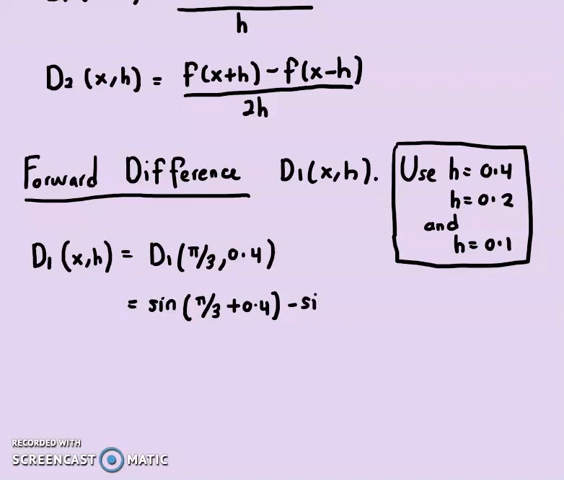 h
D₂ (x,h) = f(x+h) - f(x-h)
2h
Forward Difference D₁(x,h).
Use h = 0.4
h = 0.2
and
h = 0.1
D₁ (x,h) = D₁(π/3, 0.4)
= sin (π/3 + 0.4) - si
RECORDED WITH
SCREENCAST MATIC